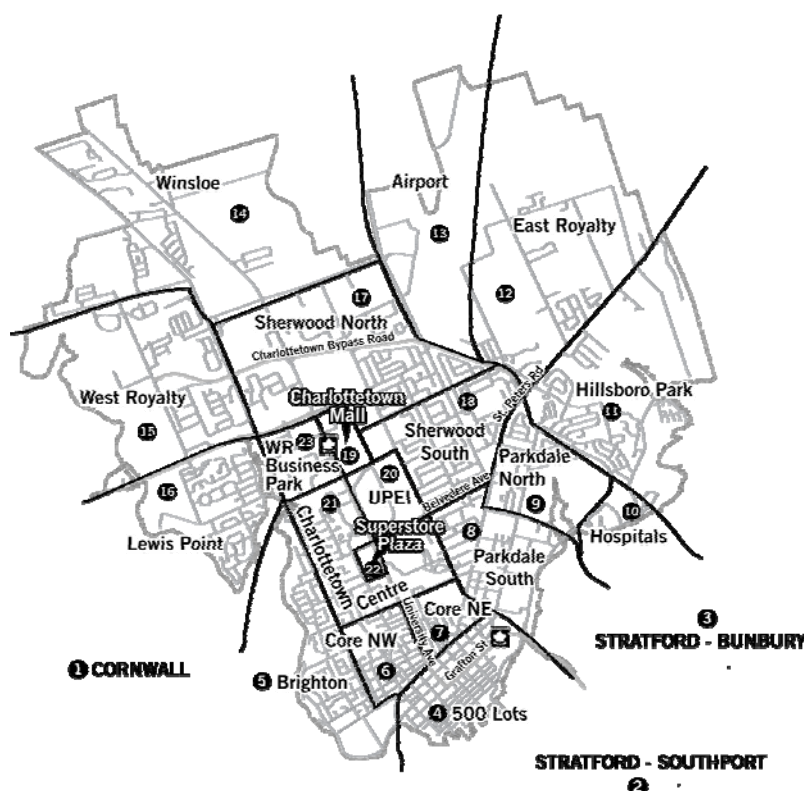 Winsloe
14
Airport
13
East Royalty
12
17
Sherwood North
Charlottetown Bypass Road
St. Peters Rd
West Royalty
15
Charlottetown
Mall
18
Hillsboro Park
11
Sherwood
South
WR
23
Business
Park
19
20
UPEI
Belvedere Ave
Parkdale
North
9
16
Lewis Point
21
Charlottetown
Centre
Superstore
Plaza
22
8
Parkdale
South
10
Hospitals
Core NE
7
Core NW
6
University Ave
Grafton St
3
STRATFORD - BUNBURY
1 CORNWALL
5 Brighton
4 500 Lots
STRATFORD - SOUTHPORT
2